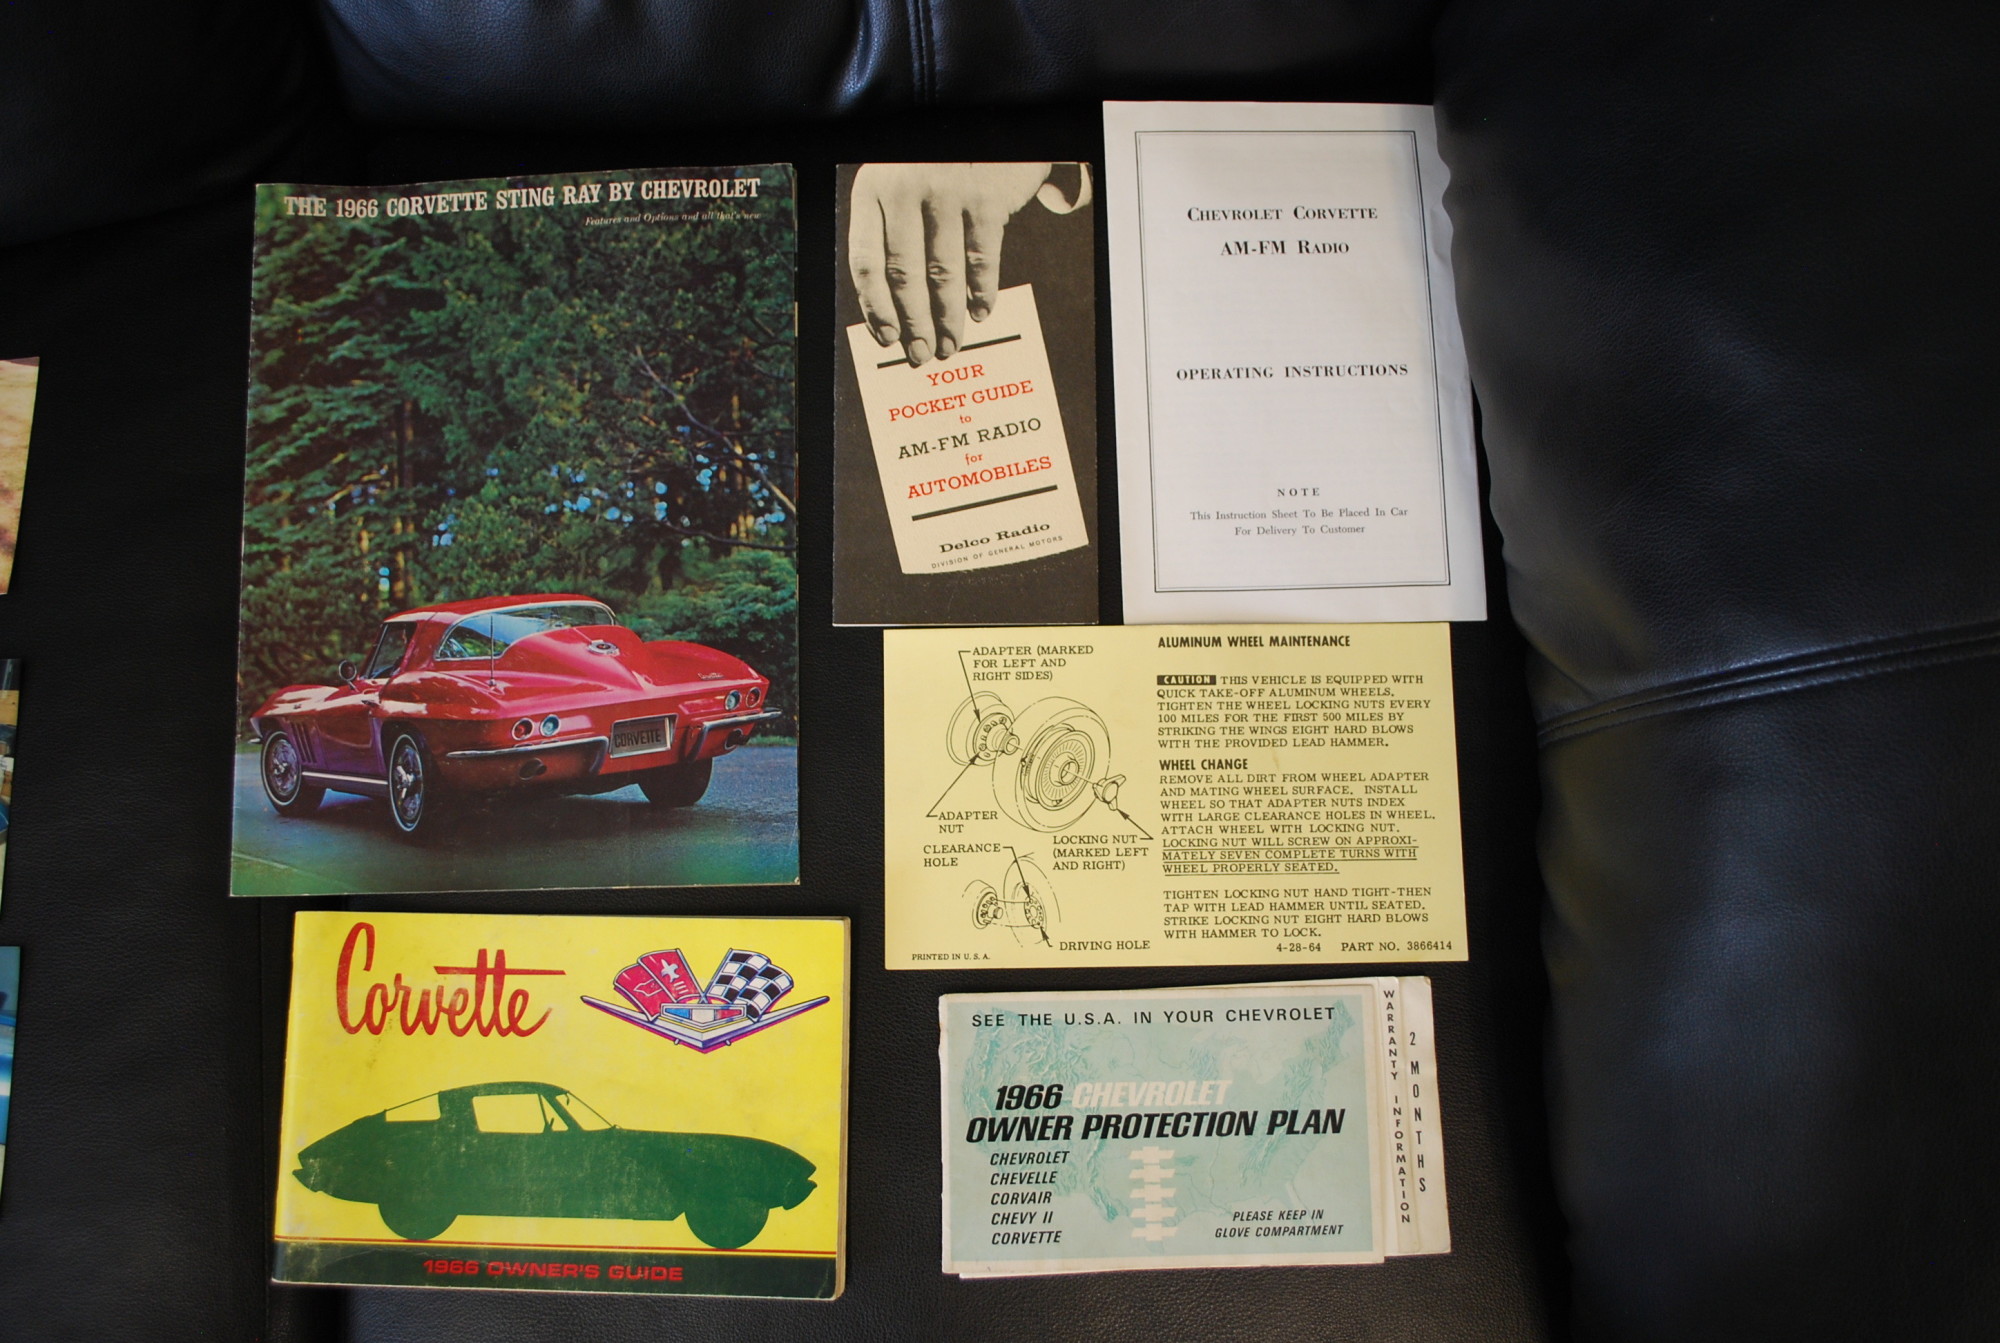 THE 1966 CORVETTE STING RAY BY CHEVROLET
Features and Options and all that's new
CORVETTE
YOUR
POCKET GUIDE
to
AM-FM RADIO
for
AUTOMOBILES
Delco Radio
DIVISION OF GENERAL MOTORS
CHEVROLET CORVETTE
AM-FM RADIO
OPERATING INSTRUCTIONS
NOTE
This Instruction Sheet To Be Placed In Car
For Delivery To Customer
ADAPTER (MARKED
FOR LEFT AND
RIGHT SIDES)
ADAPTER
NUT
CLEARANCE
HOLE
LOCKING NUT
(MARKED LEFT
AND RIGHT)
DRIVING HOLE
PRINTED IN U. S. A.
ALUMINUM WHEEL MAINTENANCE
CAUTION THIS VEHICLE IS EQUIPPED WITH
QUICK TAKE-OFF ALUMINUM WHEELS.
TIGHTEN THE WHEEL LOCKING NUTS EVERY
100 MILES FOR THE FIRST 500 MILES BY
STRIKING THE WINGS EIGHT HARD BLOWS
WITH THE PROVIDED LEAD HAMMER.
WHEEL CHANGE
REMOVE ALL DIRT FROM WHEEL ADAPTER
AND MATING WHEEL SURFACE. INSTALL
WHEEL SO THAT ADAPTER NUTS INDEX
WITH LARGE CLEARANCE HOLES IN WHEEL.
ATTACH WHEEL WITH LOCKING NUT.
LOCKING NUT WILL SCREW ON APPROXI-
MATELY SEVEN COMPLETE TURNS WITH
WHEEL PROPERLY SEATED.
TIGHTEN LOCKING NUT HAND TIGHT-THEN
TAP WITH LEAD HAMMER UNTIL SEATED.
STRIKE LOCKING NUT EIGHT HARD BLOWS
WITH HAMMER TO LOCK.
4-28-64 PART NO. 3866414
Corvette
1966 OWNER'S GUIDE
SEE THE U.S.A. IN YOUR CHEVROLET
1966 CHEVROLET
OWNER PROTECTION PLAN
CHEVROLET
CHEVELLE
CORVAIR
CHEVY II
CORVETTE
PLEASE KEEP IN
GLOVE COMPARTMENT
WARRANTY INFORMATION
2 MONTHS